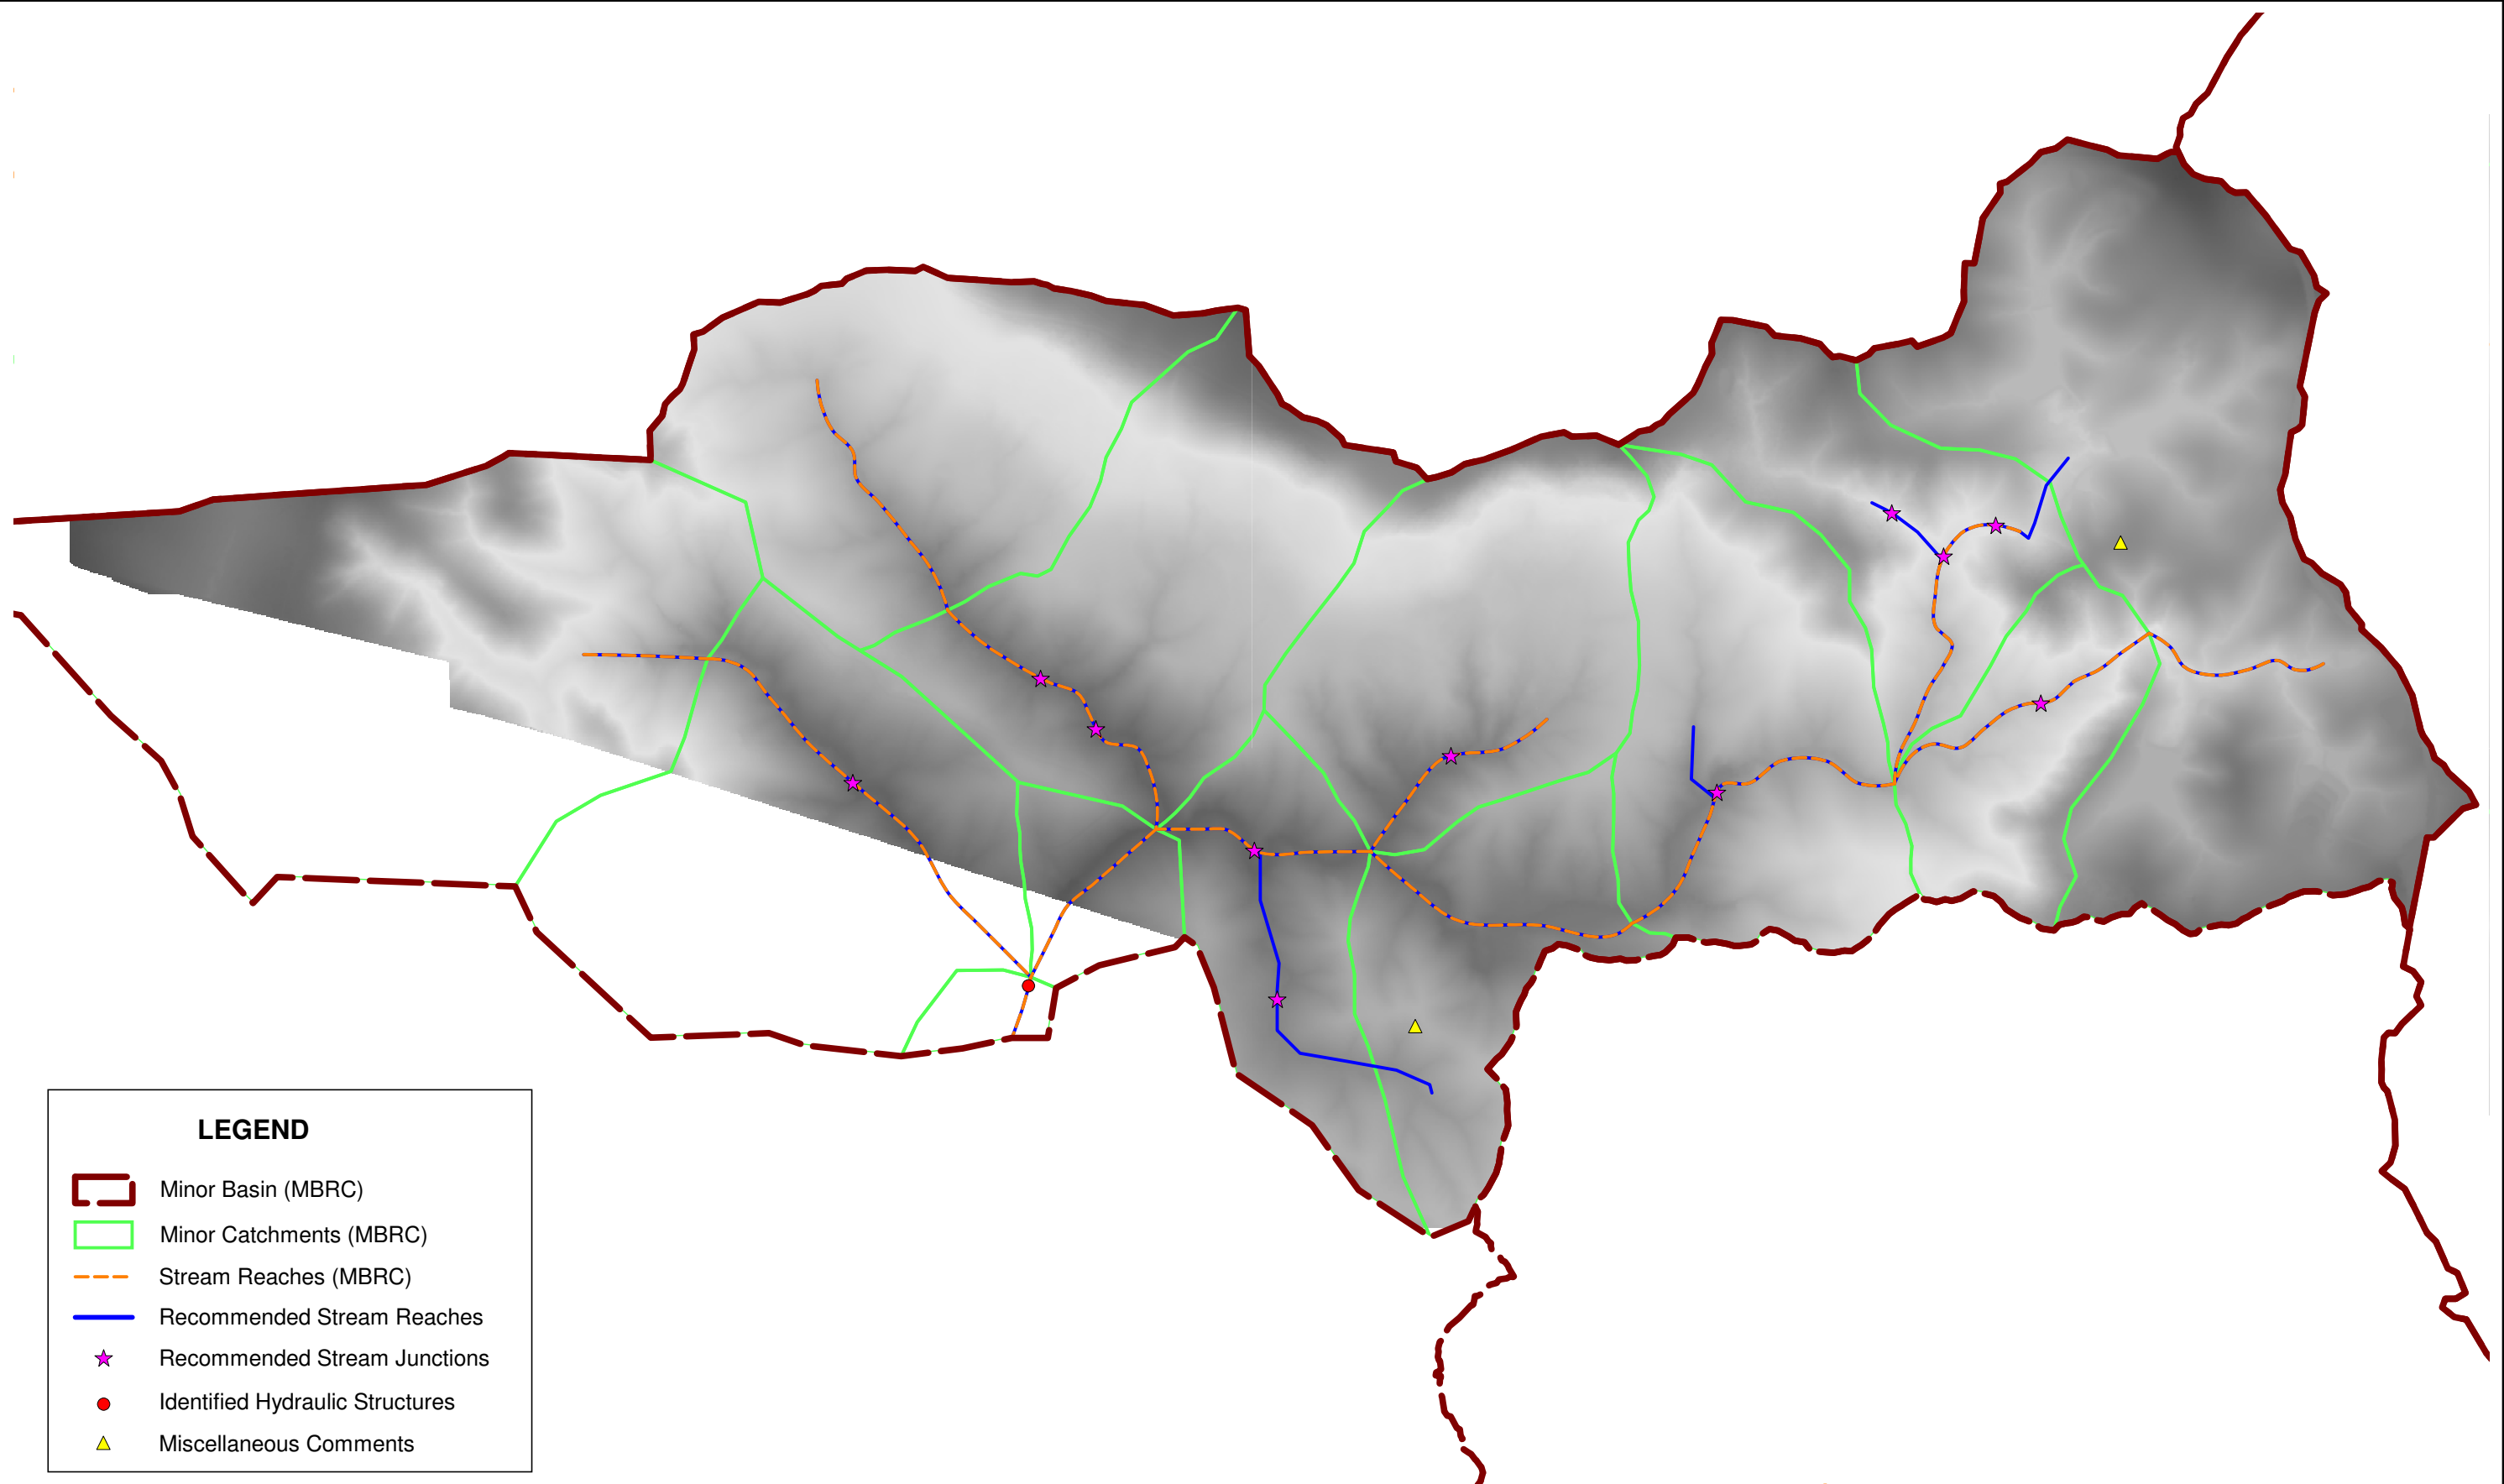 LEGEND
Minor Basin (MBRC)
Minor Catchments (MBRC)
Stream Reaches (MBRC)
Recommended Stream Reaches
Recommended Stream Junctions
Identified Hydraulic Structures
Miscellaneous Comments